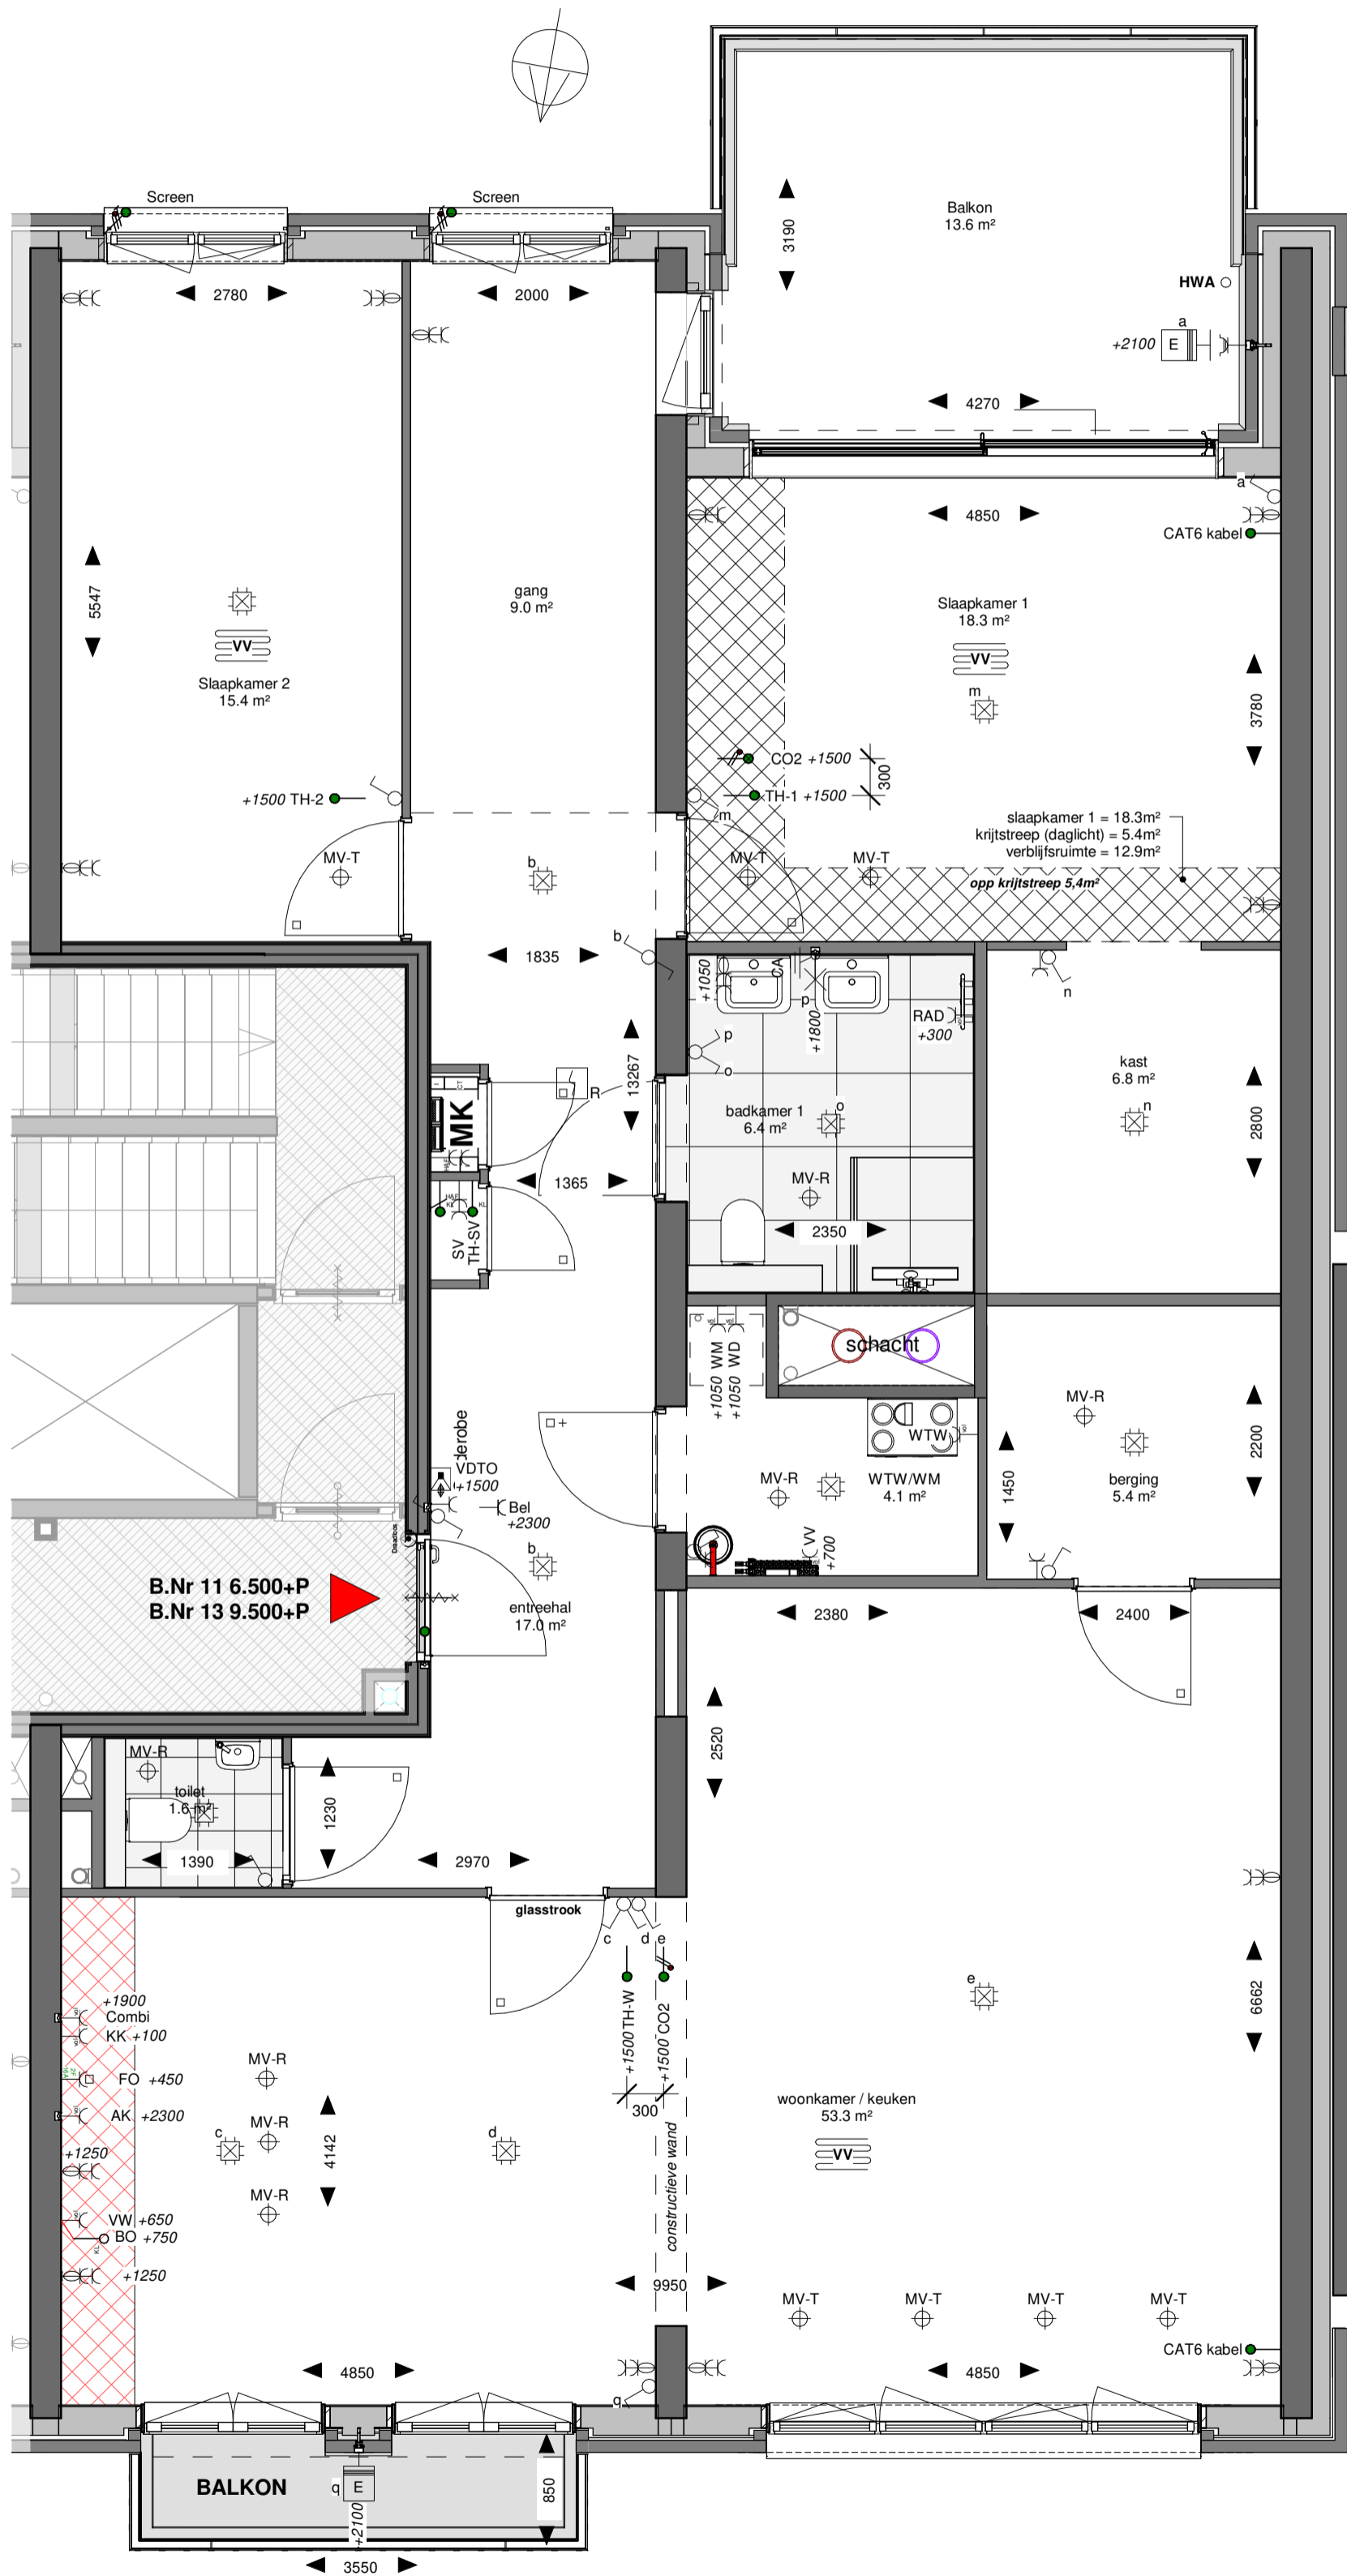 Screen
Screen
Balkon
13.6 m²
3190
HWA
a
+2100
E
2780
2000
4270
4850
a
CAT6 kabel
5547
VV
Slaapkamer 2
15.4 m²
gang
9.0 m²
Slaapkamer 1
18.3 m²
VV
m
3780
CO2 +1500
300
TH-1 +1500
m
+1500 TH-2
slaapkamer 1 = 18.3m²
krijtstreep (daglicht) = 5.4m²
verblijfsruimte = 12.9m²
opp krijtstreep 5,4m²
MV-T
b
MV-T
MV-T
b
1835
+1050
CA
p
+1800
RAD
+300
n
p
o
13267
R
MK
CT
badkamer 1
6.4 m²
o
kast
6.8 m²
n
2800
1365
MV-R
2350
KL
KL
SV
TH-SV
+1050 WM
+1050 WD
schacht
MV-R
WTW
2200
derobe
VDTO
+1500
Bel
+2300
MV-R
WTW/WM
4.1 m²
1450
berging
5.4 m²
b
VV
+700
B.Nr 11 6.500+P
B.Nr 13 9.500+P
entreehal
17.0 m²
2380
2400
2520
MV-R
toilet
1.6 m²
1230
1390
2970
glasstrook
c
d
e
+1500 TH-W
+1500 CO2
300
e
6662
+1900
Combi
KK +100
FO +450
AK +2300
+1250
VW +650
BO +750
KL
+1250
MV-R
MV-R
MV-R
c
4142
d
constructieve wand
woonkamer / keuken
53.3 m²
VV
9950
MV-T
MV-T
MV-T
MV-T
CAT6 kabel
4850
4850
q
BALKON
q
E
+2100
850
3550